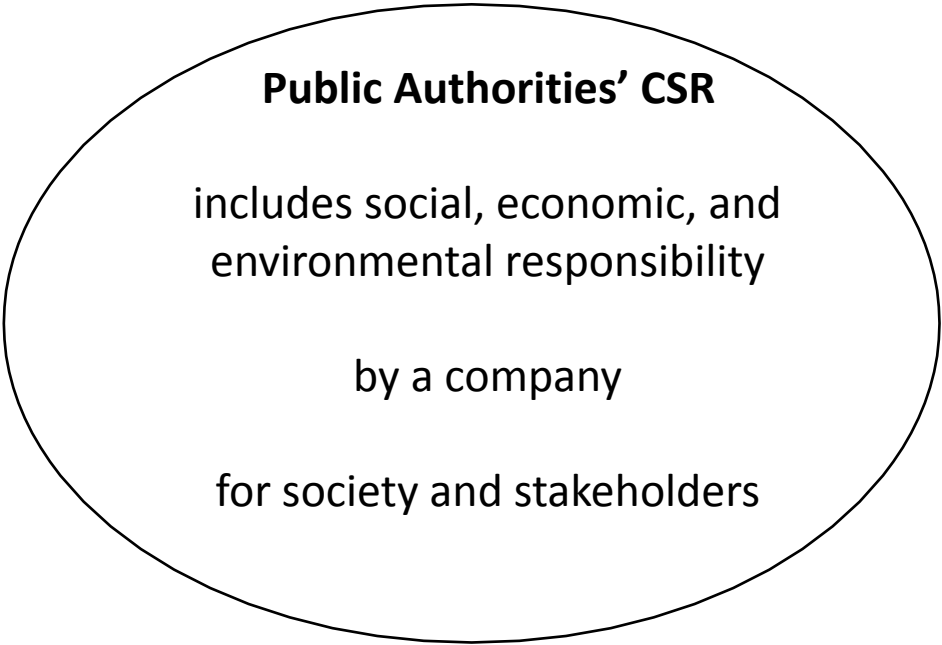 Public Authorities’ CSR
includes social, economic, and
environmental responsibility
by a company
for society and stakeholders